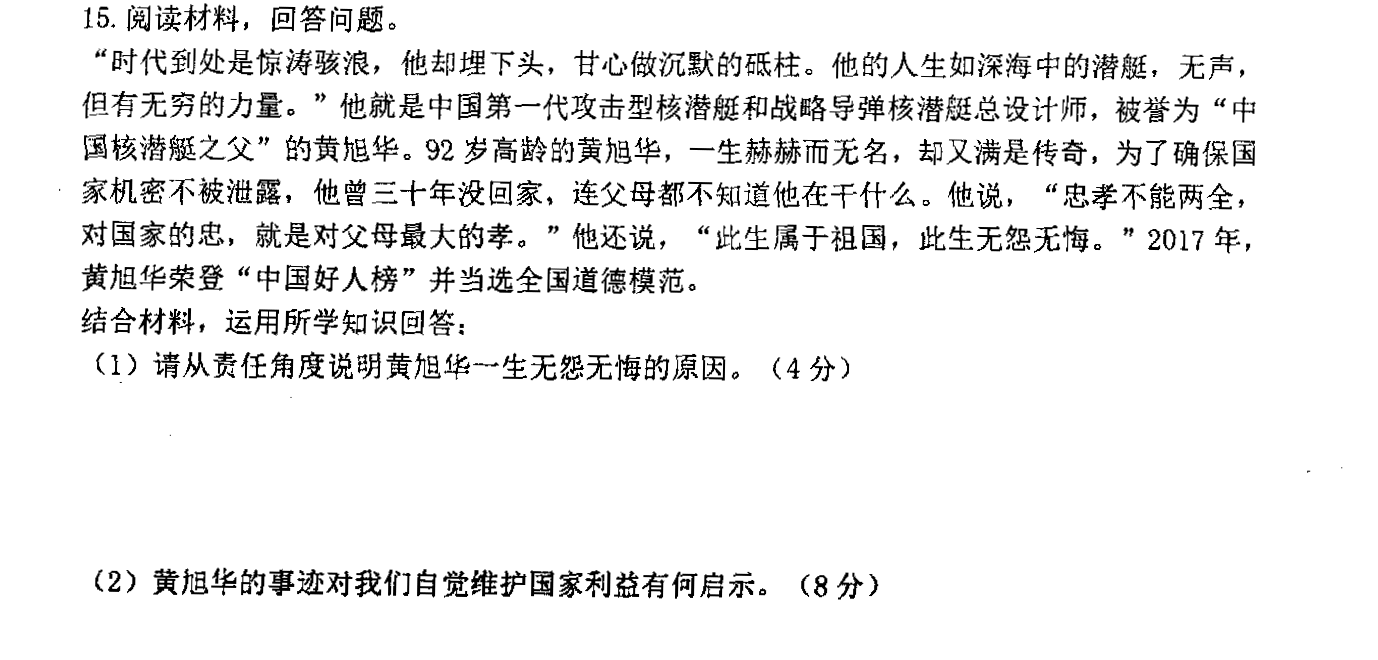 15. 阅读材料，回答问题。
“时代到处是惊涛骇浪，他却埋下头，甘心做沉默的砥柱。他的人生如深海中的潜艇，无声，
但有无穷的力量。”他就是中国第一代攻击型核潜艇和战略导弹核潜艇总设计师，被誉为“中
国核潜艇之父”的黄旭华。92 岁高龄的黄旭华，一生赫赫而无名，却又满是传奇，为了确保国
家机密不被泄露，他曾三十年没回家，连父母都不知道他在干什么。他说，“忠孝不能两全，
对国家的忠，就是对父母最大的孝。”他还说，“此生属于祖国，此生无怨无悔。”2017 年，
黄旭华荣登“中国好人榜”并当选全国道德模范。
结合材料，运用所学知识回答：
（1）请从责任角度说明黄旭华一生无怨无悔的原因。（4 分）
（2）黄旭华的事迹对我们自觉维护国家利益有何启示。（8 分）